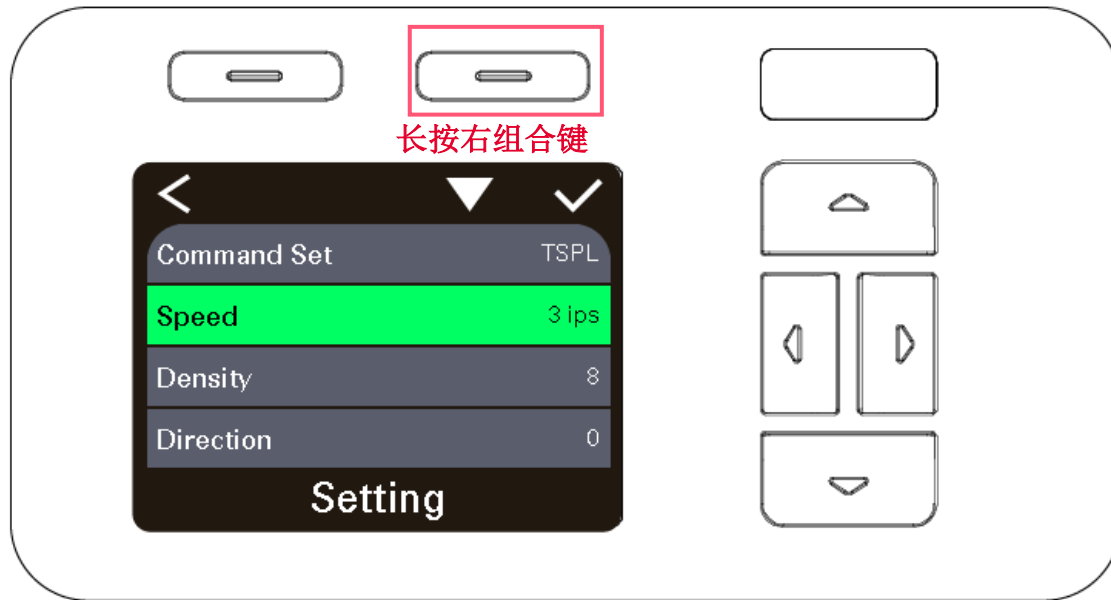 长按右组合键
Command Set TSPL
Speed 3 ips
Density 8
Direction 0
Setting